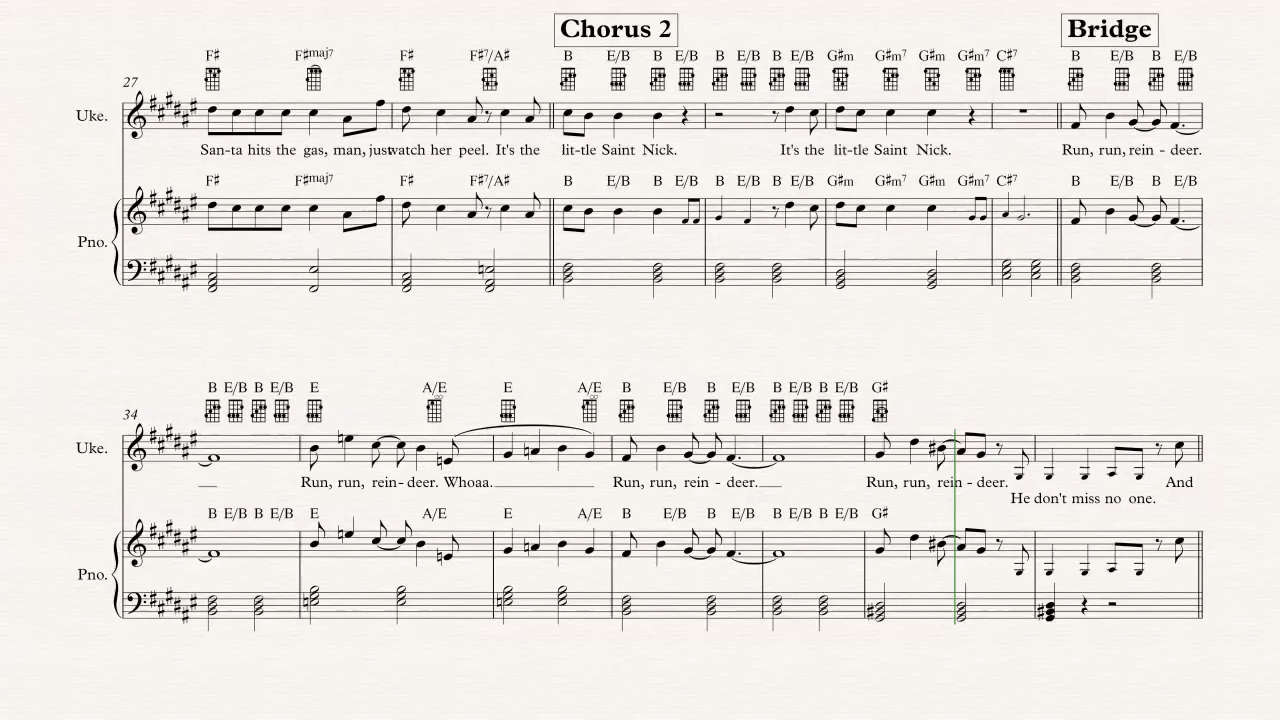 Chorus 2 Bridge
F♯ F♯maj7 F♯ F♯7/A♯ B E/B B E/B B E/B B E/B G♯m G♯m7 G♯m G♯m7 C♯7 B E/B B E/B
27
Uke.
San-ta hits the gas, man, just watch her peel. It's the lit-tle Saint Nick. It's the lit-tle Saint Nick. Run, run, rein - deer.
F♯ F♯maj7 F♯ F♯7/A♯ B E/B B E/B B E/B B E/B G♯m G♯m7 G♯m G♯m7 C♯7 B E/B B E/B
Pno.
B E/B B E/B E A/E E A/E B E/B B E/B B E/B B E/B G♯
34
Uke.
Run, run, rein- deer. Whoaa. Run, run, rein - deer. Run, run, rein - deer. And
He don't miss no one.
B E/B B E/B E A/E E A/E B E/B B E/B B E/B B E/B G♯
Pno.